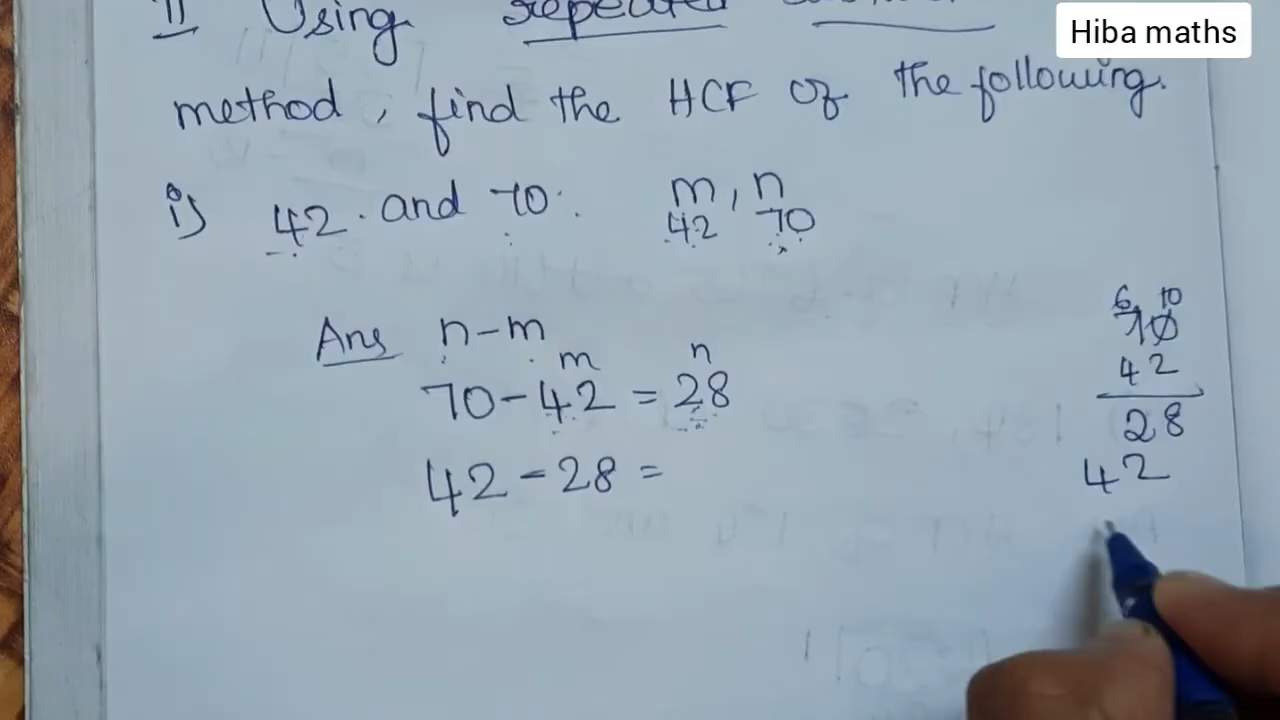 Hiba maths
II Using repeated
method, find the HCF of the following.
i) 42 and 70. m, n
42 70
Ans n-m
m n
70-42 = 28
42-28 =
6 10
70
42
28
42